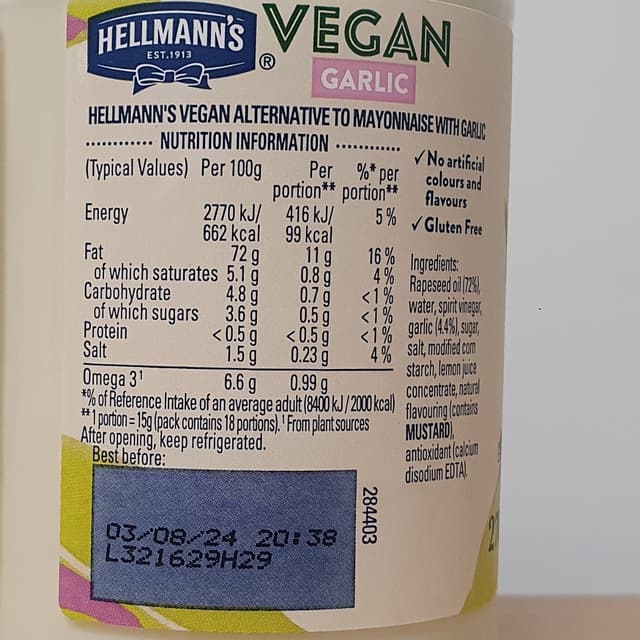 HELLMANN'S
EST.1913
®
VEGAN
GARLIC
HELLMANN'S VEGAN ALTERNATIVE TO MAYONNAISE WITH GARLIC
NUTRITION INFORMATION
(Typical Values) Per 100g Per portion** %* per portion**
Energy 2770 kJ/ 416 kJ/ 5%
662 kcal 99 kcal
Fat 72 g 11 g 16%
of which saturates 5.1 g 0.8 g 4%
Carbohydrate 4.8 g 0.7 g <1%
of which sugars 3.6 g 0.5 g <1%
Protein <0.5 g <0.5 g <1%
Salt 1.5 g 0.23 g 4%
Omega 3¹ 6.6 g 0.99 g
*% of Reference Intake of an average adult (8400 kJ / 2000 kcal)
**1 portion = 15g (pack contains 18 portions). ¹ From plant sources
After opening, keep refrigerated.
Best before:
03/08/24 20:38
L321629H29
284403
✓ No artificial
colours and
flavours
✓ Gluten Free
Ingredients:
Rapeseed oil (72%),
water, spirit vinegar,
garlic (4.4%), sugar,
salt, modified corn
starch, lemon juice
concentrate, natural
flavouring (contains
MUSTARD),
antioxidant (calcium
disodium EDTA).